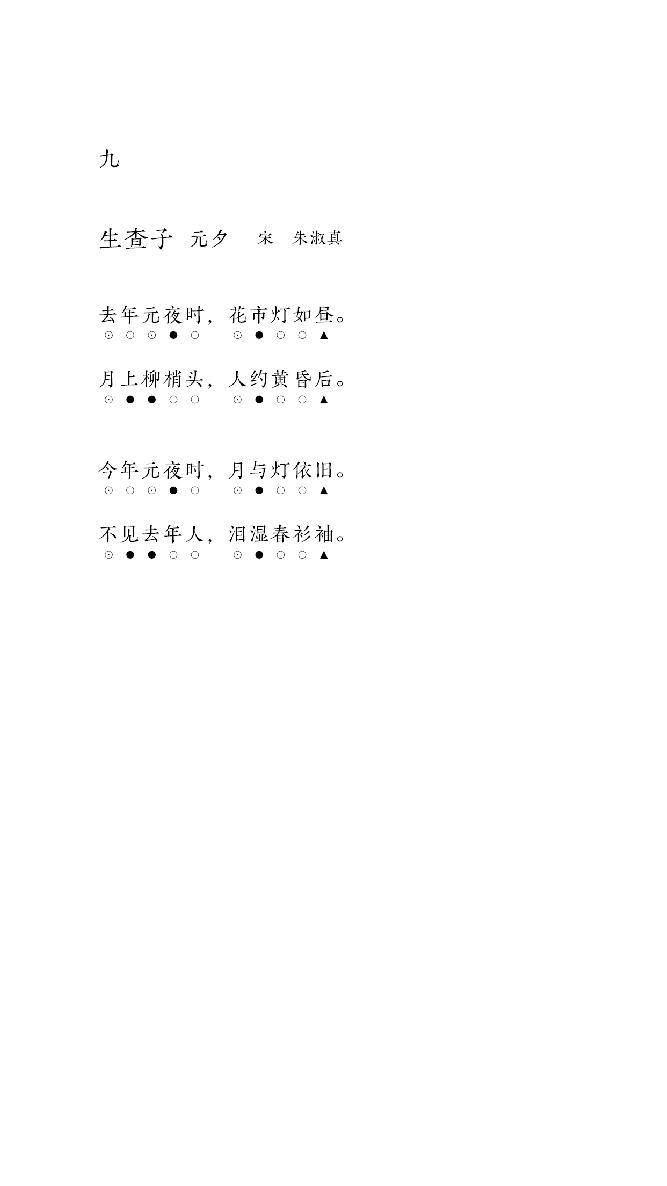 九
生查子 元夕 宋 朱淑真
去年元夜时，花市灯如昼。
⊙○⊙●○ ⊙●○○▲
月上柳梢头，人约黄昏后。
⊙●●○○ ⊙●○○▲
今年元夜时，月与灯依旧。
⊙○⊙●○ ⊙●○○▲
不见去年人，泪湿春衫袖。
⊙●●○○ ⊙●○○▲